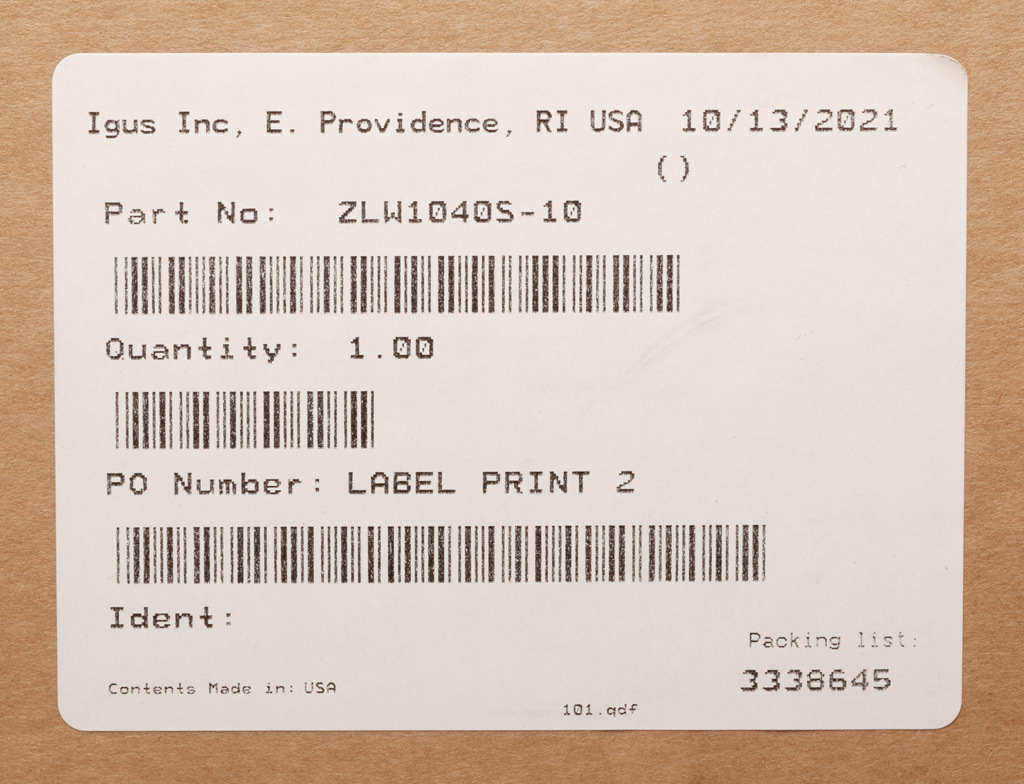 Igus Inc, E. Providence, RI USA 10/13/2021
()
Part No: ZLW1040S-10
Quantity: 1.00
PO Number: LABEL PRINT 2
Ident:
Packing list:
3338645
Contents Made in: USA
101.qdf